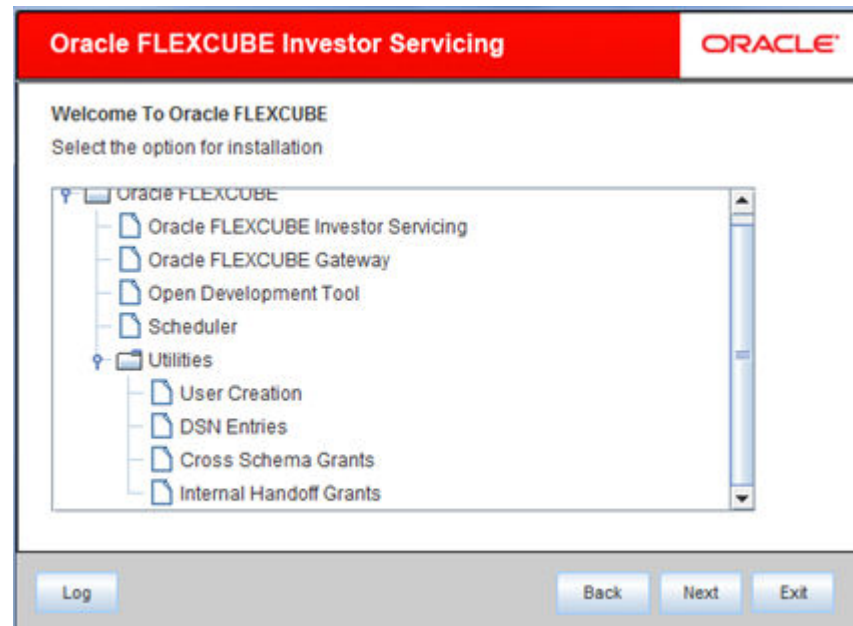 Oracle FLEXCUBE Investor Servicing
ORACLE
Welcome To Oracle FLEXCUBE
Select the option for installation
Oracle FLEXCUBE
Oracle FLEXCUBE Investor Servicing
Oracle FLEXCUBE Gateway
Open Development Tool
Scheduler
Utilities
User Creation
DSN Entries
Cross Schema Grants
Internal Handoff Grants
Log
Back
Next
Exit